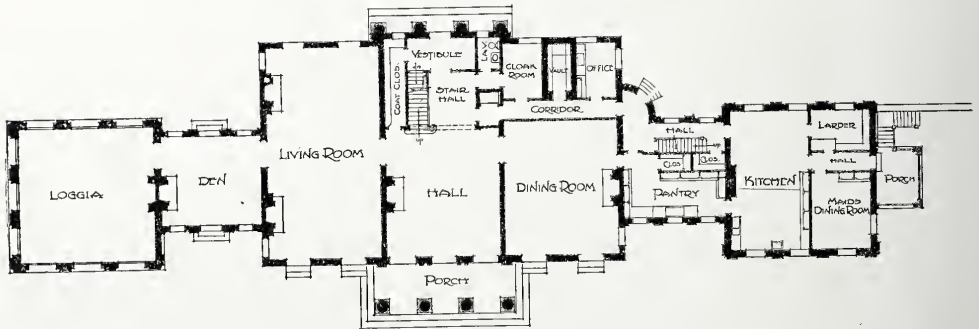 LOGGIA
DEN
LIVING ROOM
COAT CLOS.
VESTIBULE
STAIR
HALL
CLOAK
ROOM
VAULT
OFFICE
CORRIDOR
HALL
PORCH
DINING ROOM
HALL
CLOS.
CLOS.
PANTRY
KITCHEN
LARDER
HALL
MAIDS
DINING ROOM
PORCH